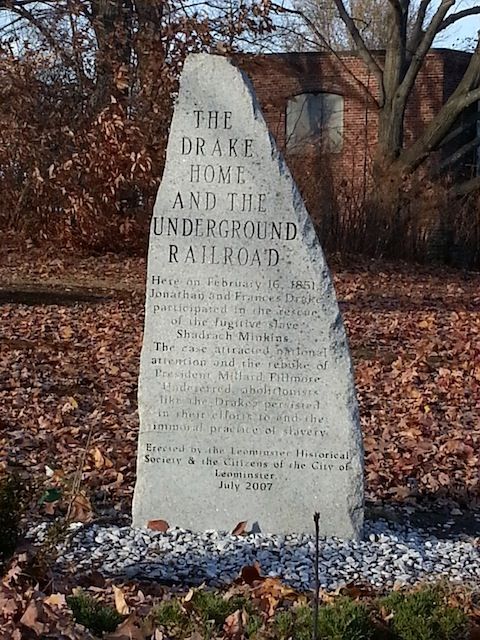 THE
DRAKE
HOME
AND THE
UNDERGROUND
RAILROAD
Here on February 16, 1851,
Jonathan and Frances Drake
participated in the rescue
of the fugitive slave
Shadrach Minkins.
The case attracted national
attention and the rebuke of
President Millard Fillmore.
Undeterred, abolitionists
like the Drakes persisted
in their efforts to end the
immoral practice of slavery.
Erected by the Leominster Historical
Society & the Citizens of the City of
Leominster
July 2007